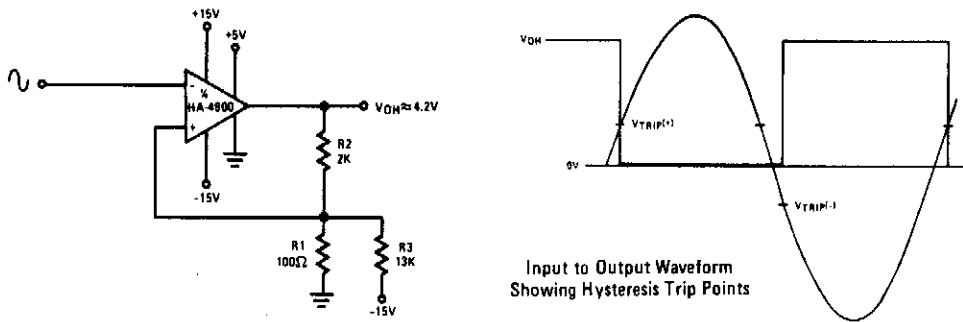 +15V
+5V
-
¼
HA-4900
+
VOH≈4.2V
R2
2K
-15V
R1
100Ω
R3
13K
-15V
VOH
VTRIP(+)
0V
VTRIP(-)
Input to Output Waveform
Showing Hysteresis Trip Points